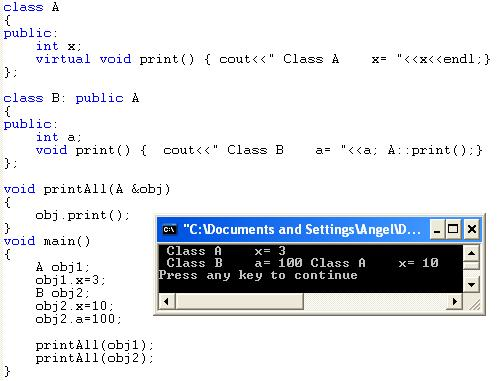 class A
{
public:
    int x;
    virtual void print() { cout<<" Class A    x= "<<x<<endl;}
};

class B: public A
{
public:
    int a;
    void print() {  cout<<" Class B    a= "<<a; A::print();}
};

void printAll(A &obj)
{
    obj.print();
}
void main()
{
    A obj1;
    obj1.x=3;
    B obj2;
    obj2.x=10;
    obj2.a=100;

    printAll(obj1);
    printAll(obj2);
}
"C:\Documents and Settings\Angel\D...
 Class A    x= 3
 Class B    a= 100 Class A    x= 10
Press any key to continue